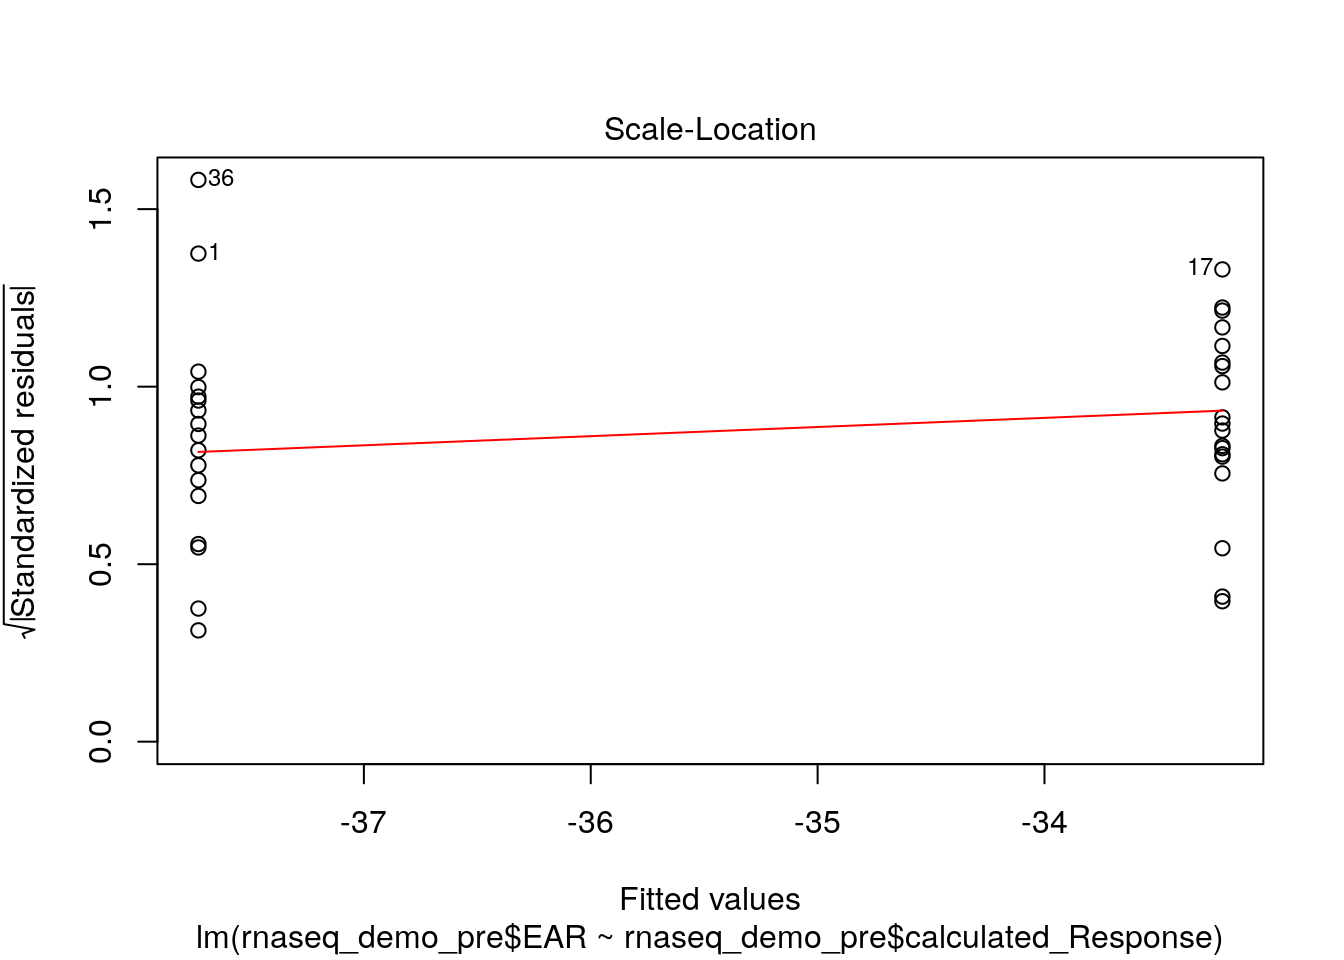 Scale-Location
√|Standardized residuals|
1.5
1.0
0.5
0.0
36
1
17
-37
-36
-35
-34
Fitted values
lm(rnaseq_demo_pre$EAR ~ rnaseq_demo_pre$calculated_Response)